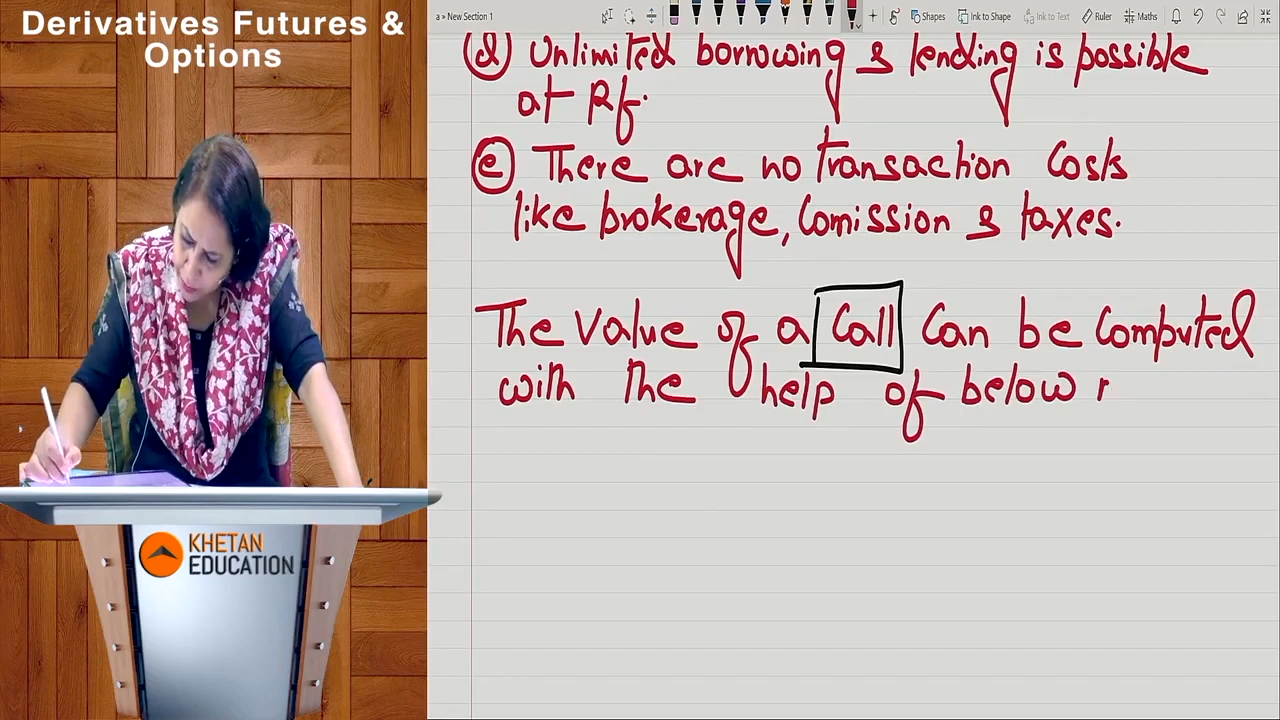 Derivatives Futures &
Options
a » New Section 1
Shapes
Ink to Shape
Ink to Text
Ruler
Maths
(d) Unlimited borrowing & lending is possible
at Rf.
(e) There are no transaction Costs
like brokerage, Comission & taxes.
The Value of a Call Can be Computed
with the help of below
KHETAN
EDUCATION